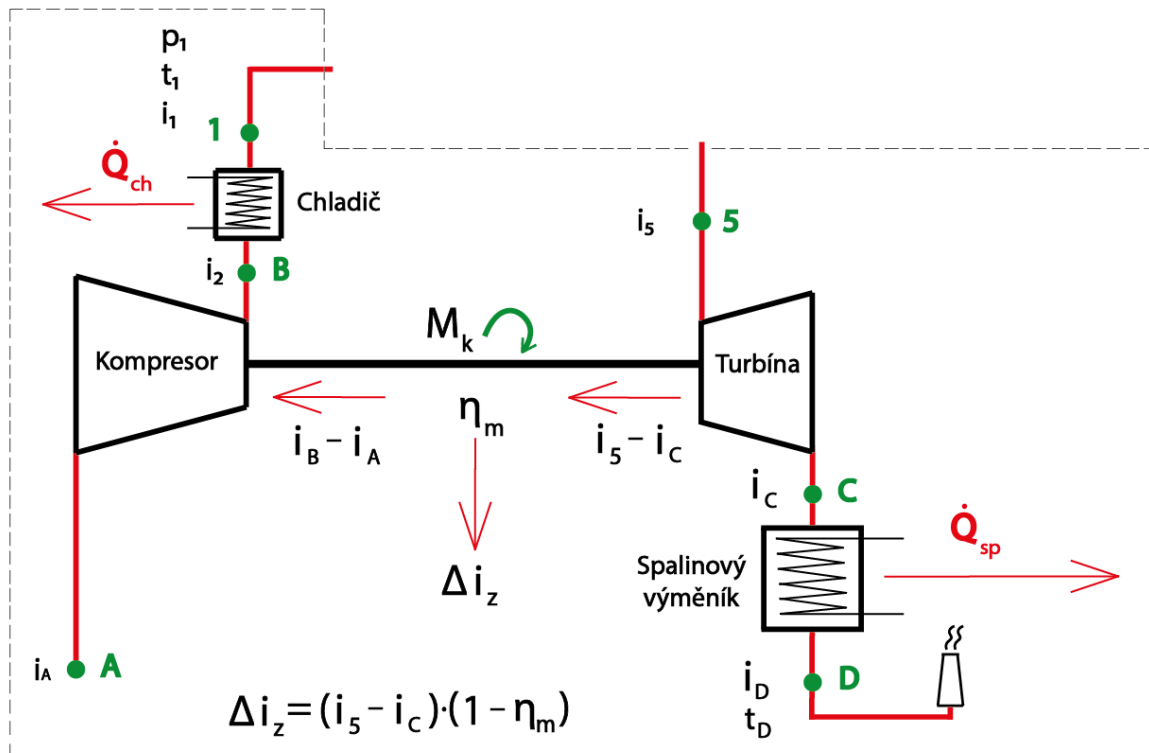 p₁
t₁
i₁
1
Q̇ch
Chladič
i₂
B
i₅
5
Kompresor
Mk
Turbína
ηm
iB − iA
i₅ − iC
iC
C
Δiz
Spalinový
výměník
Q̇sp
iA
A
iD
D
tD
Δiz=(i₅ − iC)·(1 − ηm)